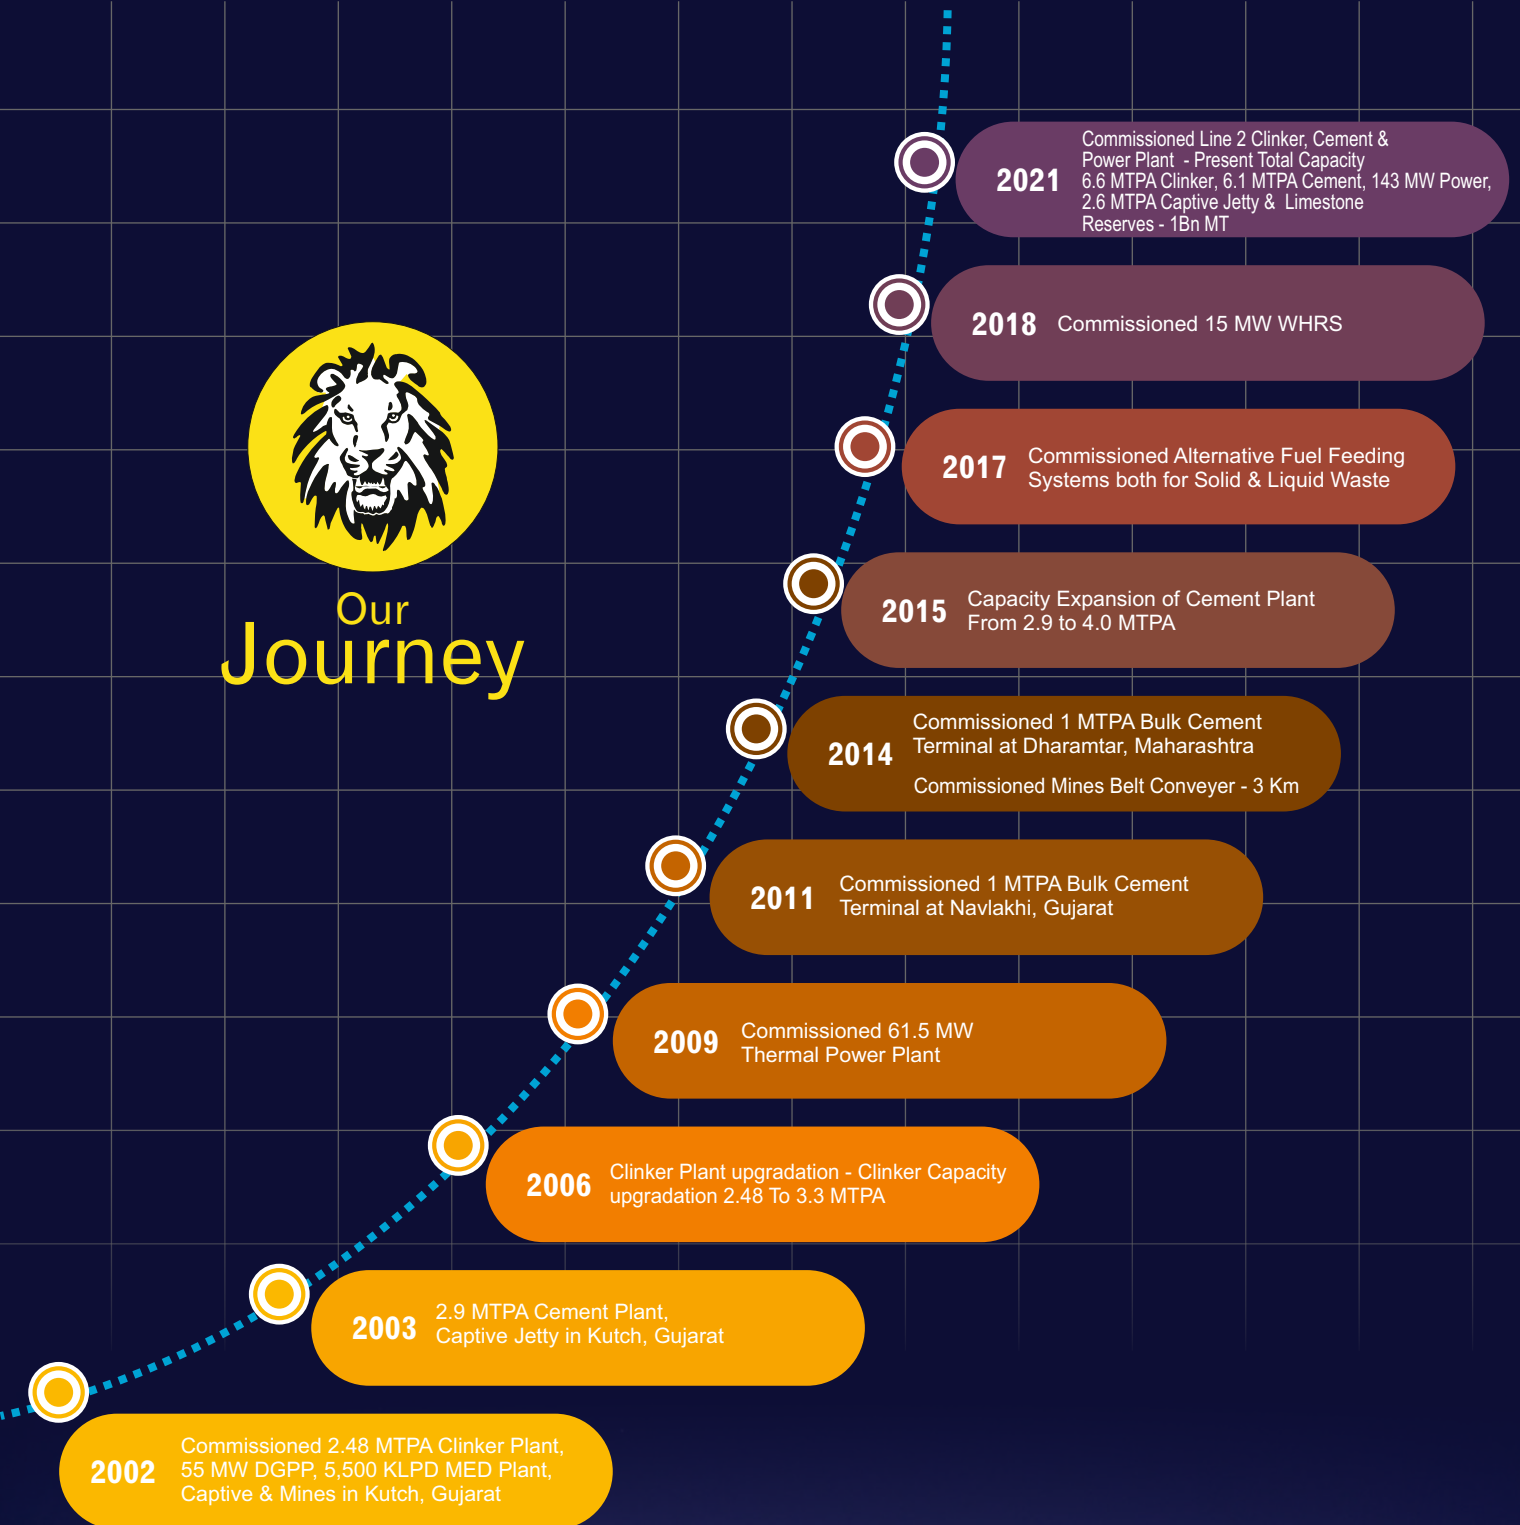 2021
Commissioned Line 2 Clinker, Cement &
Power Plant - Present Total Capacity
6.6 MTPA Clinker, 6.1 MTPA Cement, 143 MW Power,
2.6 MTPA Captive Jetty & Limestone
Reserves - 1Bn MT
2018
Commissioned 15 MW WHRS
2017
Commissioned Alternative Fuel Feeding
Systems both for Solid & Liquid Waste
Our
Journey
2015
Capacity Expansion of Cement Plant
From 2.9 to 4.0 MTPA
2014
Commissioned 1 MTPA Bulk Cement
Terminal at Dharamtar, Maharashtra
Commissioned Mines Belt Conveyer - 3 Km
2011
Commissioned 1 MTPA Bulk Cement
Terminal at Navlakhi, Gujarat
2009
Commissioned 61.5 MW
Thermal Power Plant
2006
Clinker Plant upgradation - Clinker Capacity
upgradation 2.48 To 3.3 MTPA
2003
2.9 MTPA Cement Plant,
Captive Jetty in Kutch, Gujarat
2002
Commissioned 2.48 MTPA Clinker Plant,
55 MW DGPP, 5,500 KLPD MED Plant,
Captive & Mines in Kutch, Gujarat